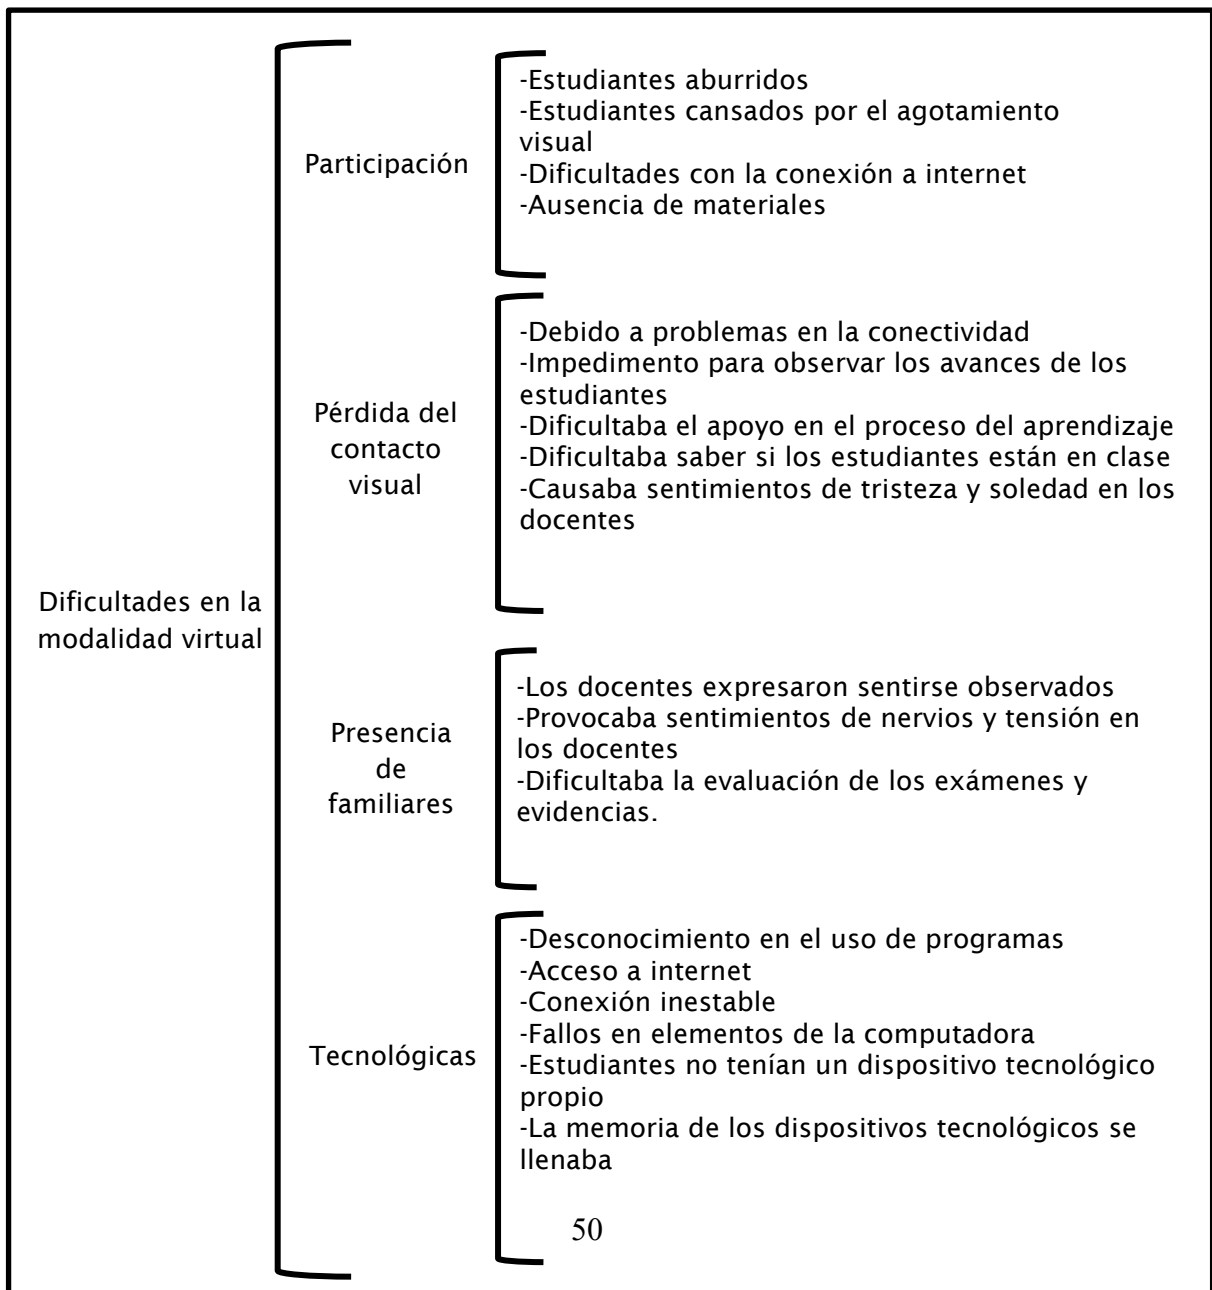 Dificultades en la
modalidad virtual
Participación
-Estudiantes aburridos
-Estudiantes cansados por el agotamiento
visual
-Dificultades con la conexión a internet
-Ausencia de materiales
Pérdida del
contacto
visual
-Debido a problemas en la conectividad
-Impedimento para observar los avances de los
estudiantes
-Dificultaba el apoyo en el proceso del aprendizaje
-Dificultaba saber si los estudiantes están en clase
-Causaba sentimientos de tristeza y soledad en los
docentes
Presencia
de
familiares
-Los docentes expresaron sentirse observados
-Provocaba sentimientos de nervios y tensión en
los docentes
-Dificultaba la evaluación de los exámenes y
evidencias.
Tecnológicas
-Desconocimiento en el uso de programas
-Acceso a internet
-Conexión inestable
-Fallos en elementos de la computadora
-Estudiantes no tenían un dispositivo tecnológico
propio
-La memoria de los dispositivos tecnológicos se
llenaba
50